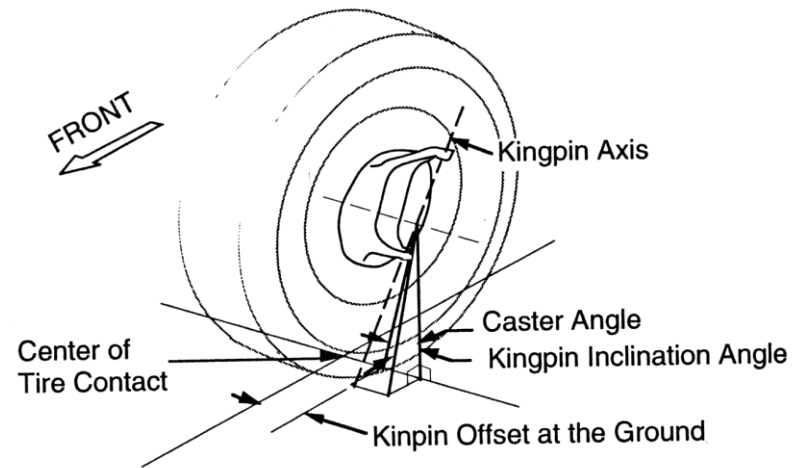 FRONT
Kingpin Axis
Caster Angle
Kingpin Inclination Angle
Center of
Tire Contact
Kinpin Offset at the Ground